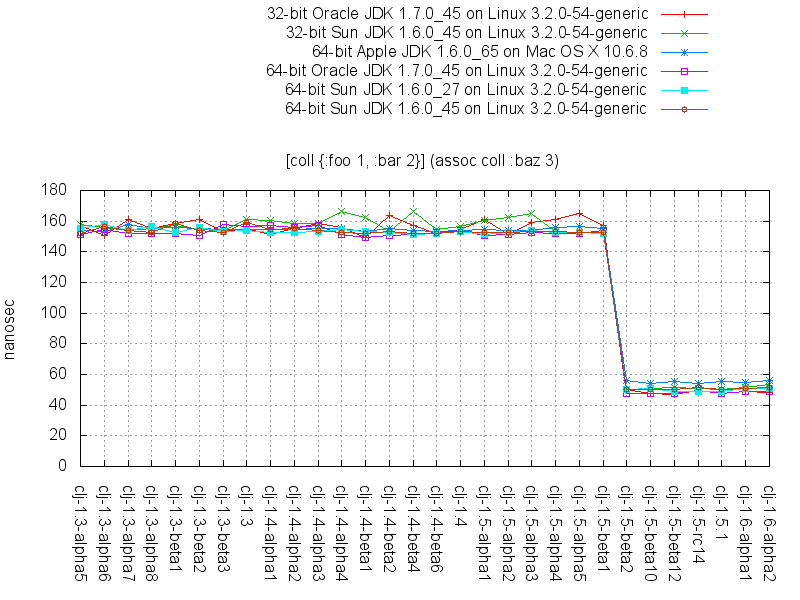 32-bit Oracle JDK 1.7.0_45 on Linux 3.2.0-54-generic
32-bit Sun JDK 1.6.0_45 on Linux 3.2.0-54-generic
64-bit Apple JDK 1.6.0_65 on Mac OS X 10.6.8
64-bit Oracle JDK 1.7.0_45 on Linux 3.2.0-54-generic
64-bit Sun JDK 1.6.0_27 on Linux 3.2.0-54-generic
64-bit Sun JDK 1.6.0_45 on Linux 3.2.0-54-generic
[coll {:foo 1, :bar 2}] (assoc coll :baz 3)
180
160
140
120
100
80
60
40
20
0
nanosec
clj-1.3-alpha5
clj-1.3-alpha6
clj-1.3-alpha7
clj-1.3-alpha8
clj-1.3-beta1
clj-1.3-beta2
clj-1.3-beta3
clj-1.3
clj-1.4-alpha1
clj-1.4-alpha2
clj-1.4-alpha3
clj-1.4-alpha4
clj-1.4-beta1
clj-1.4-beta2
clj-1.4-beta4
clj-1.4-beta6
clj-1.4
clj-1.5-alpha1
clj-1.5-alpha2
clj-1.5-alpha3
clj-1.5-alpha4
clj-1.5-alpha5
clj-1.5-beta1
clj-1.5-beta2
clj-1.5-beta10
clj-1.5-beta12
clj-1.5-rc14
clj-1.5.1
clj-1.6-alpha1
clj-1.6-alpha2